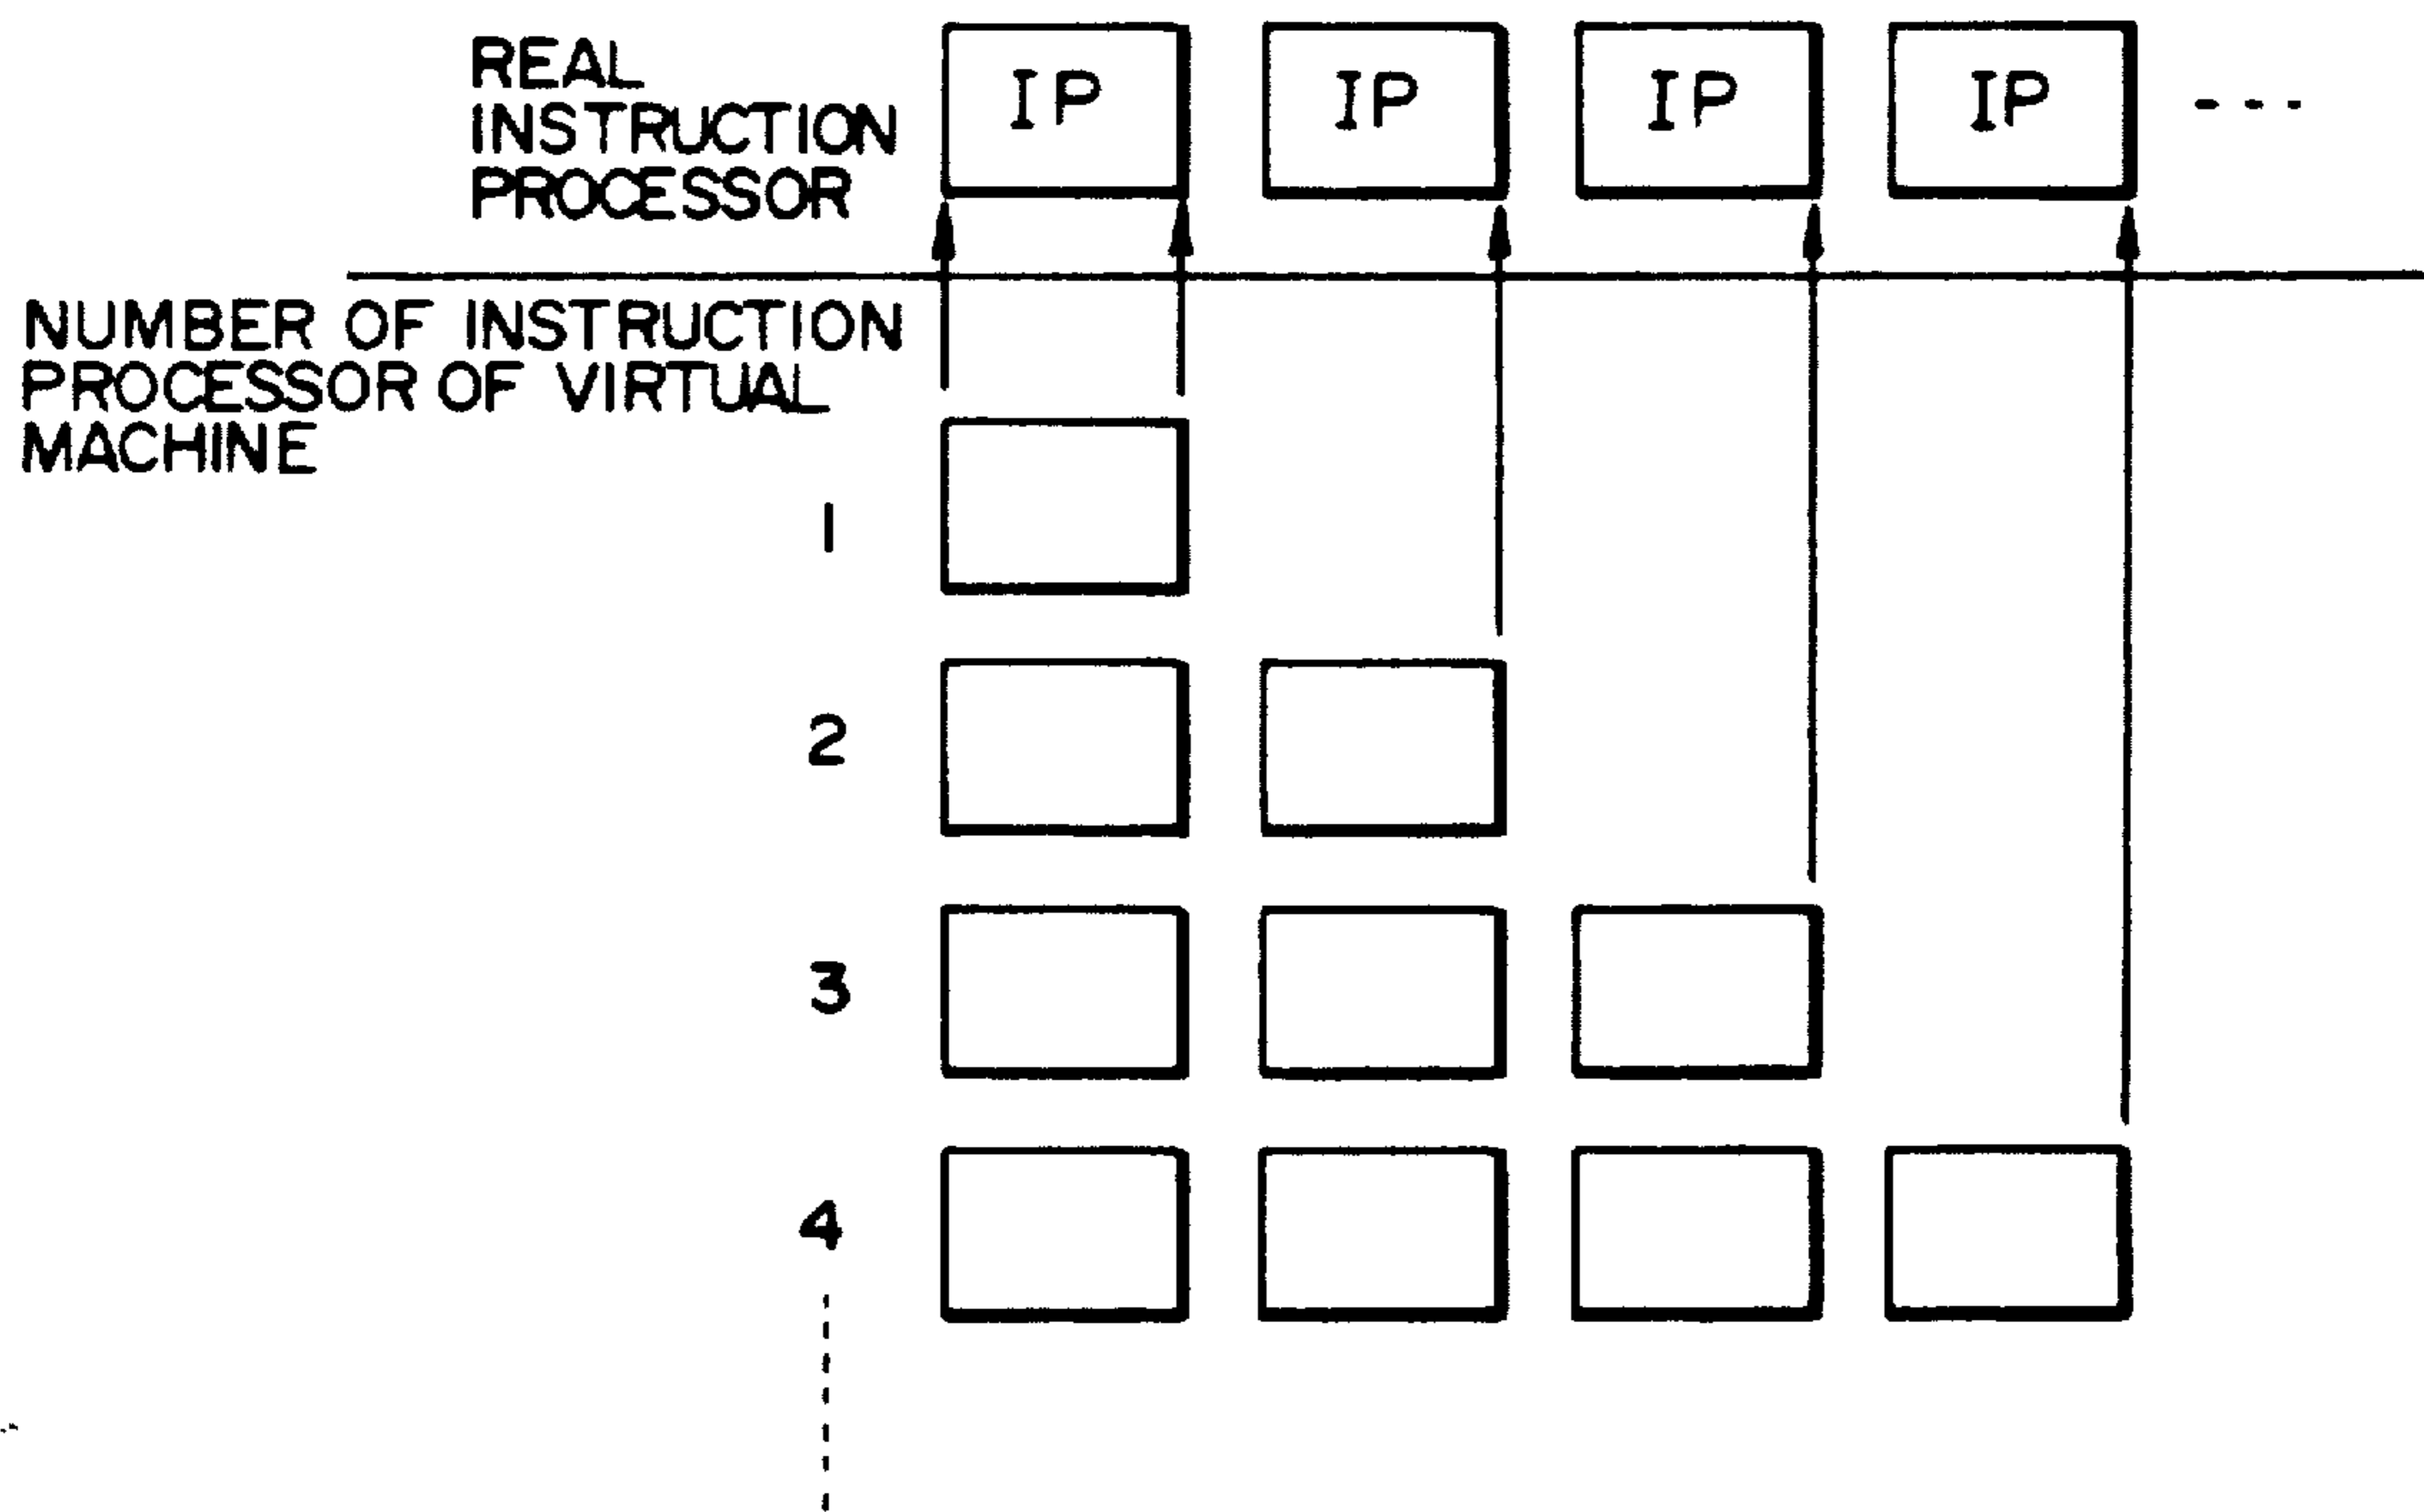 REAL
INSTRUCTION
PROCESSOR
IP IP IP IP ---
NUMBER OF INSTRUCTION
PROCESSOR OF VIRTUAL
MACHINE
1
2
3
4